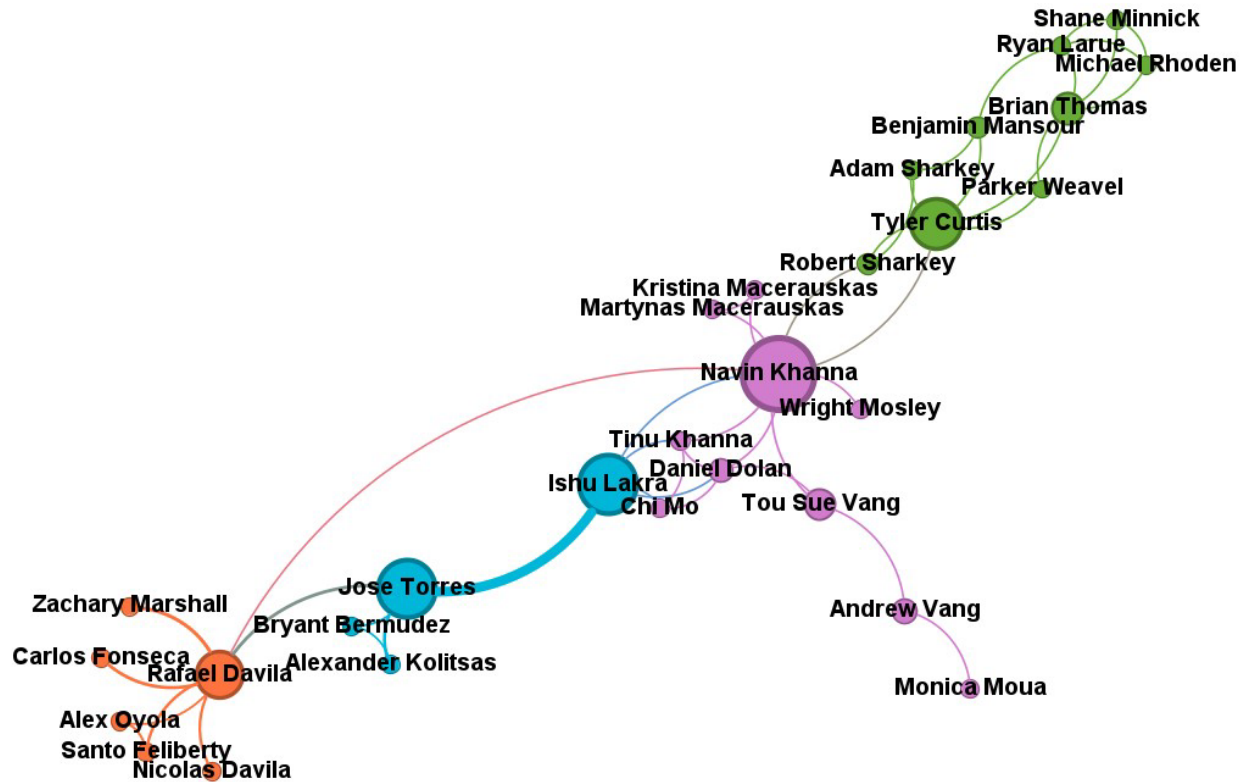 Shane Minnick
Ryan Larue
Michael Rhoden
Brian Thomas
Benjamin Mansour
Adam Sharkey
Parker Weavel
Tyler Curtis
Robert Sharkey
Kristina Macerauskas
Martynas Macerauskas
Navin Khanna
Wright Mosley
Tinu Khanna
Daniel Dolan
Ishu Lakra
Chi Mo
Tou Sue Vang
Jose Torres
Zachary Marshall
Andrew Vang
Bryant Bermudez
Carlos Fonseca
Alexander Kolitsas
Rafael Davila
Monica Moua
Alex Oyola
Santo Feliberty
Nicolas Davila